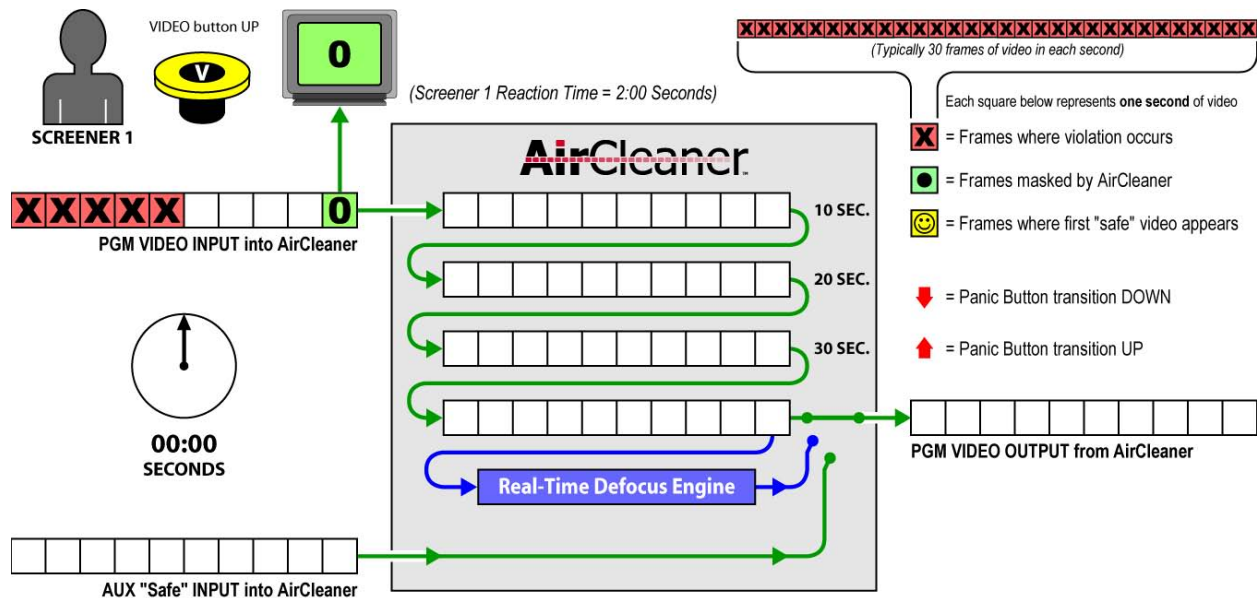 VIDEO button UP
V
0
SCREENER 1
(Screener 1 Reaction Time = 2:00 Seconds)
X X X X X X X X X X X X X X X X X X X X X X X X X X X X X X
(Typically 30 frames of video in each second)
Each square below represents one second of video
X = Frames where violation occurs
= Frames masked by AirCleaner
= Frames where first "safe" video appears
= Panic Button transition DOWN
= Panic Button transition UP
X X X X X 0
PGM VIDEO INPUT into AirCleaner
AirCleaner
10 SEC.
20 SEC.
30 SEC.
00:00
SECONDS
Real-Time Defocus Engine
PGM VIDEO OUTPUT from AirCleaner
AUX "Safe" INPUT into AirCleaner